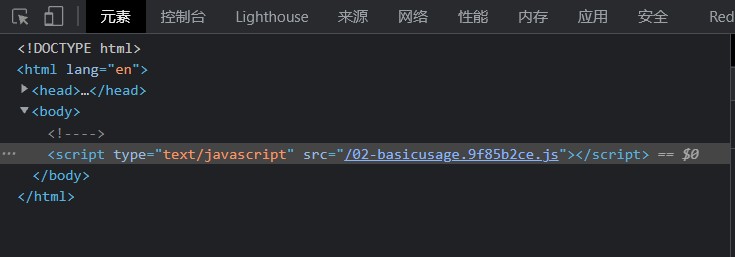 元素 控制台 Lighthouse 来源 网络 性能 内存 应用 安全 Red
<!DOCTYPE html>
<html lang="en">
<head>…</head>
<body>
<!---->
<script type="text/javascript" src="/02-basicusage.9f85b2ce.js"></script> == $0
</body>
</html>